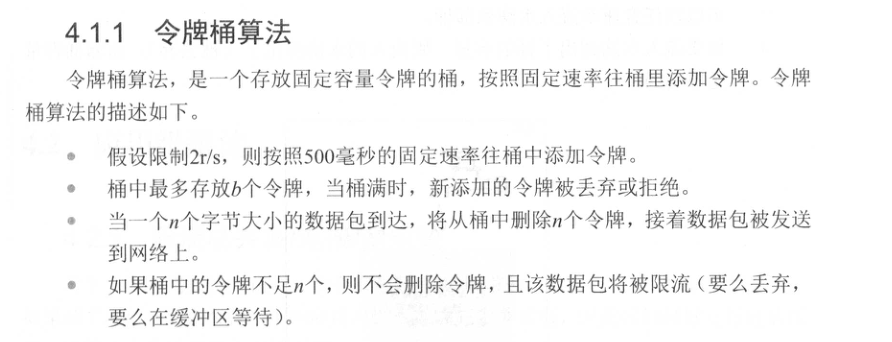 4.1.1 令牌桶算法
令牌桶算法，是一个存放固定容量令牌的桶，按照固定速率往桶里添加令牌。令牌
桶算法的描述如下。
● 假设限制2r/s，则按照500毫秒的固定速率往桶中添加令牌。
● 桶中最多存放b个令牌，当桶满时，新添加的令牌被丢弃或拒绝。
● 当一个n个字节大小的数据包到达，将从桶中删除n个令牌，接着数据包被发送
到网络上。
● 如果桶中的令牌不足n个，则不会删除令牌，且该数据包将被限流（要么丢弃，
要么在缓冲区等待）。